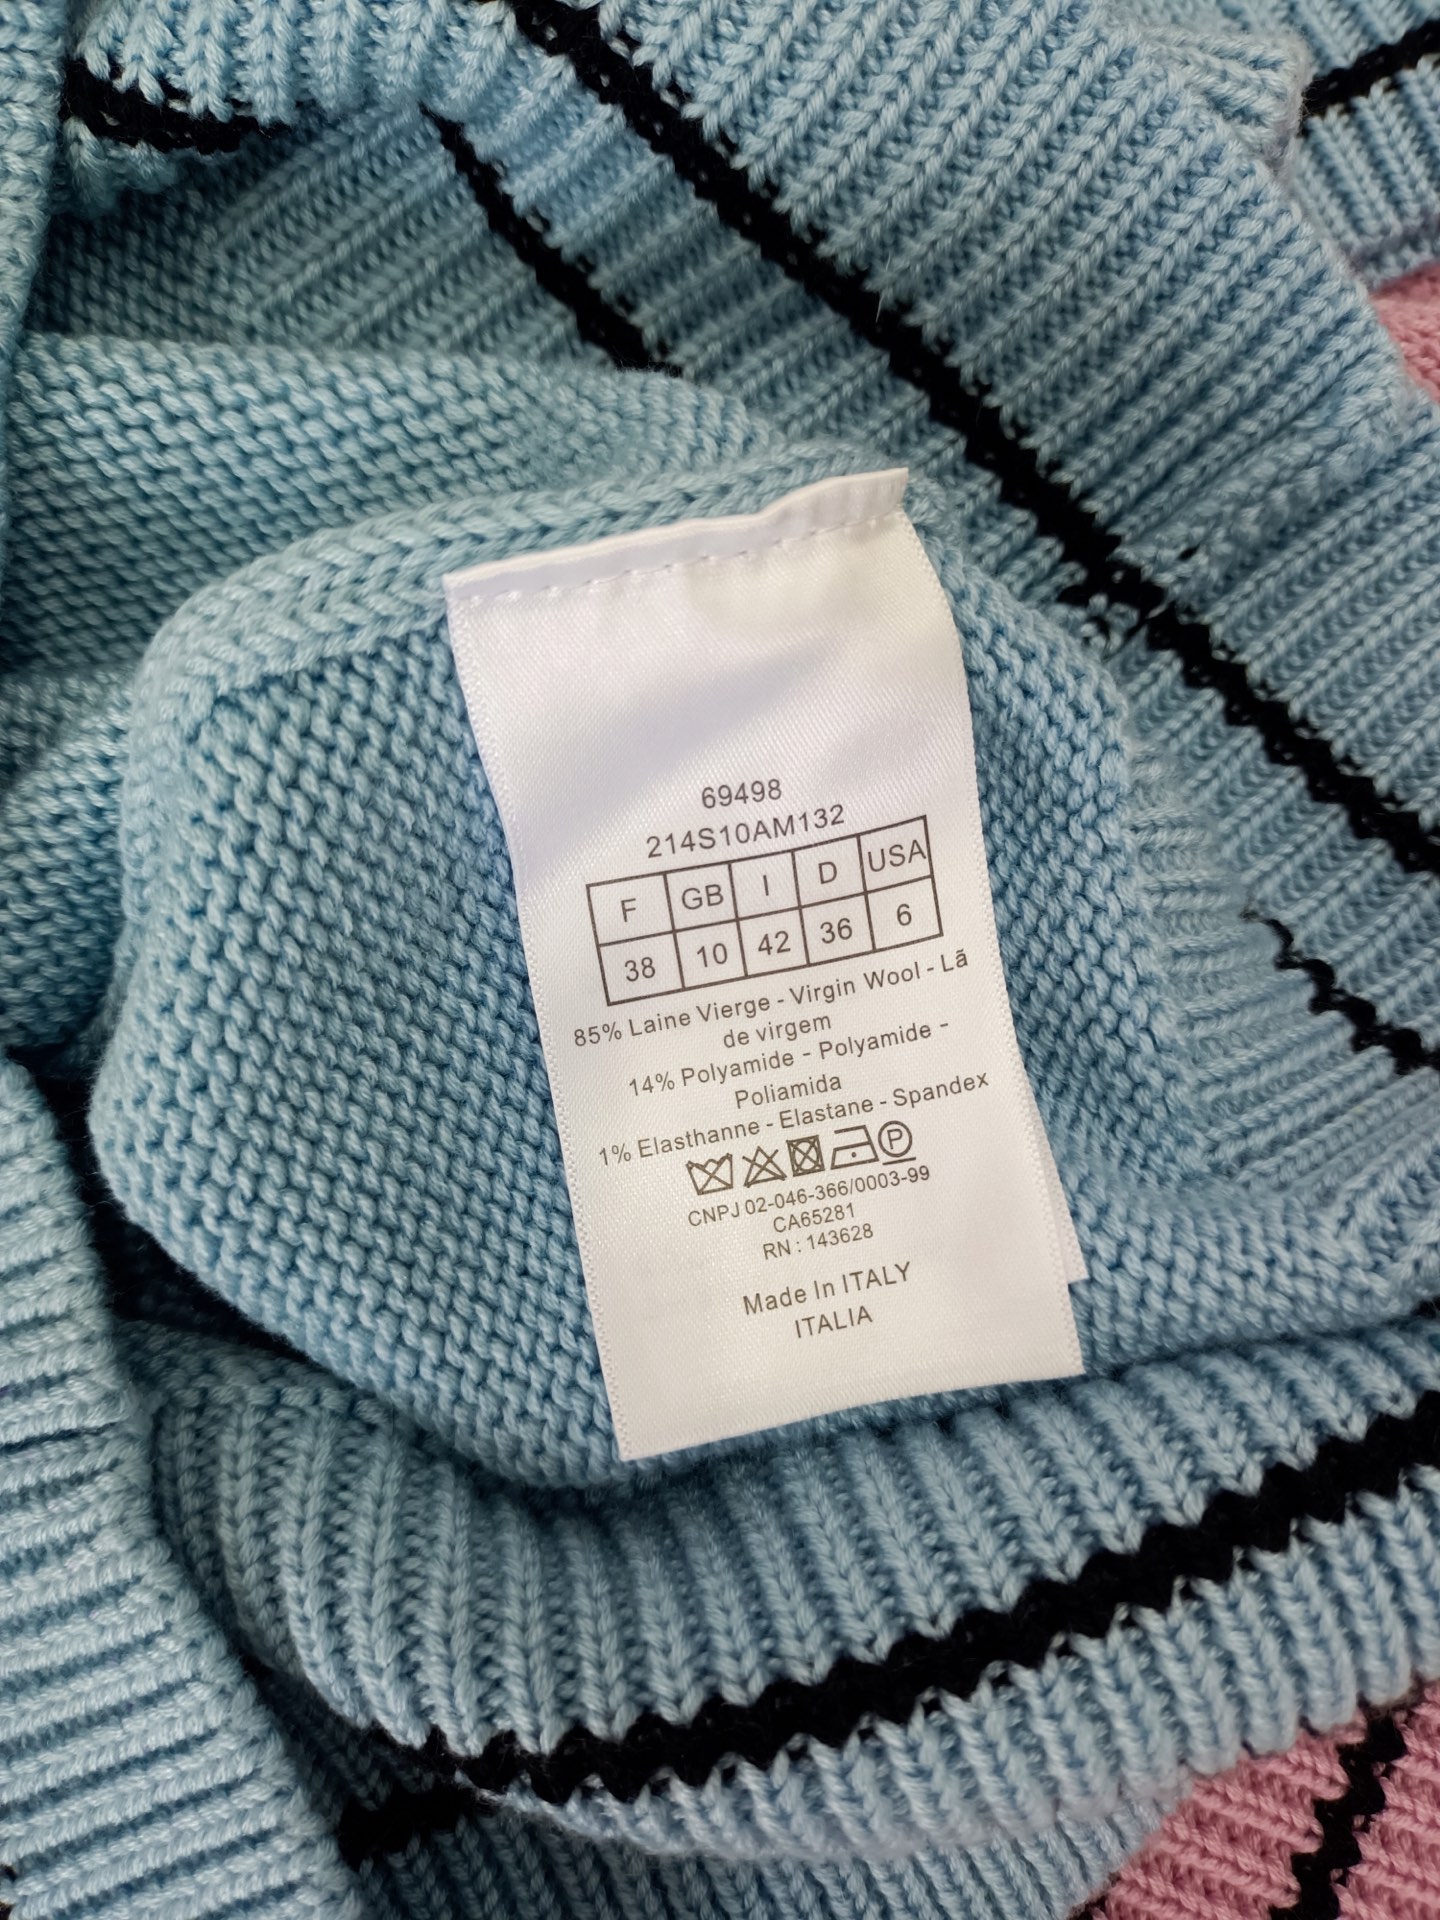 69498
214S10AM132
F GB I D USA
38 10 42 36 6
85% Laine Vierge - Virgin Wool - Lã
de virgem
14% Polyamide - Polyamide -
Poliamida
1% Elasthanne - Elastane - Spandex
P
CNPJ 02-046-366/0003-99
CA65281
RN : 143628
Made In ITALY
ITALIA